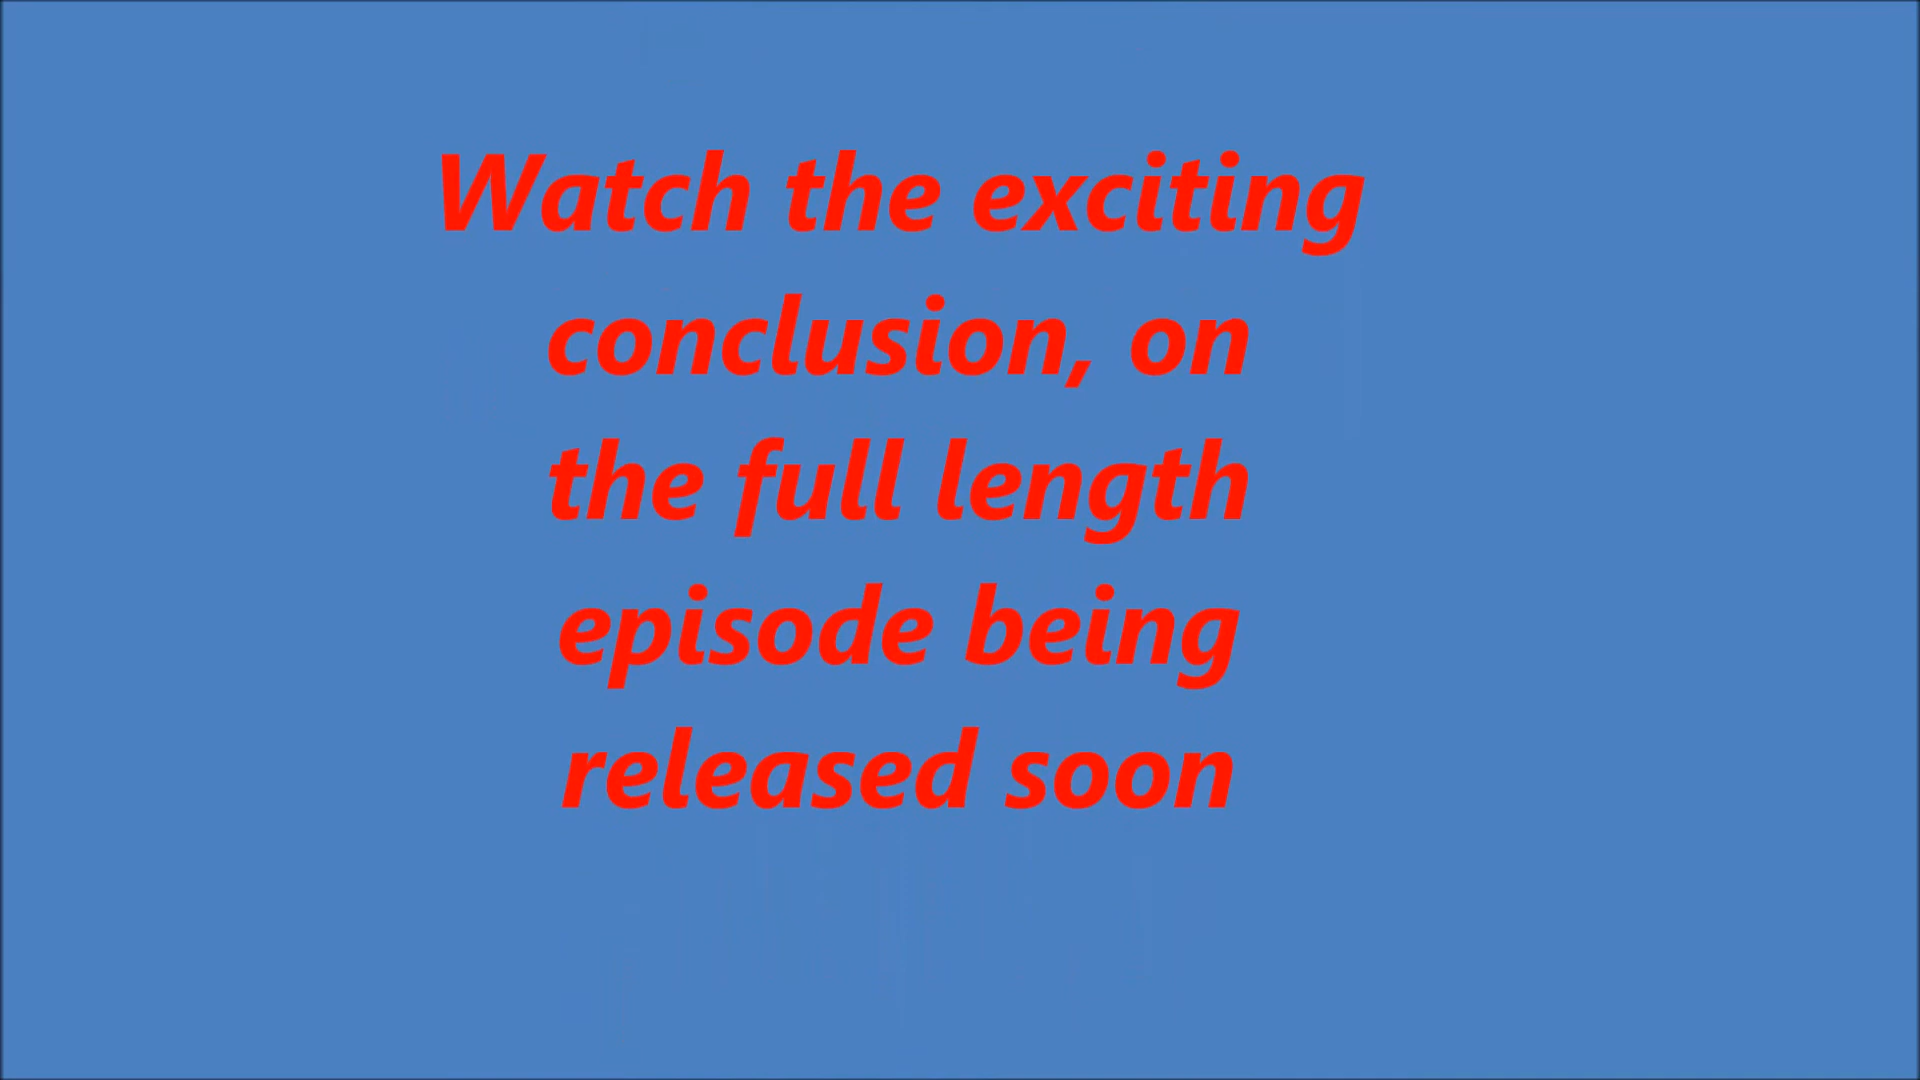 Watch the exciting
conclusion, on
the full length
episode being
released soon